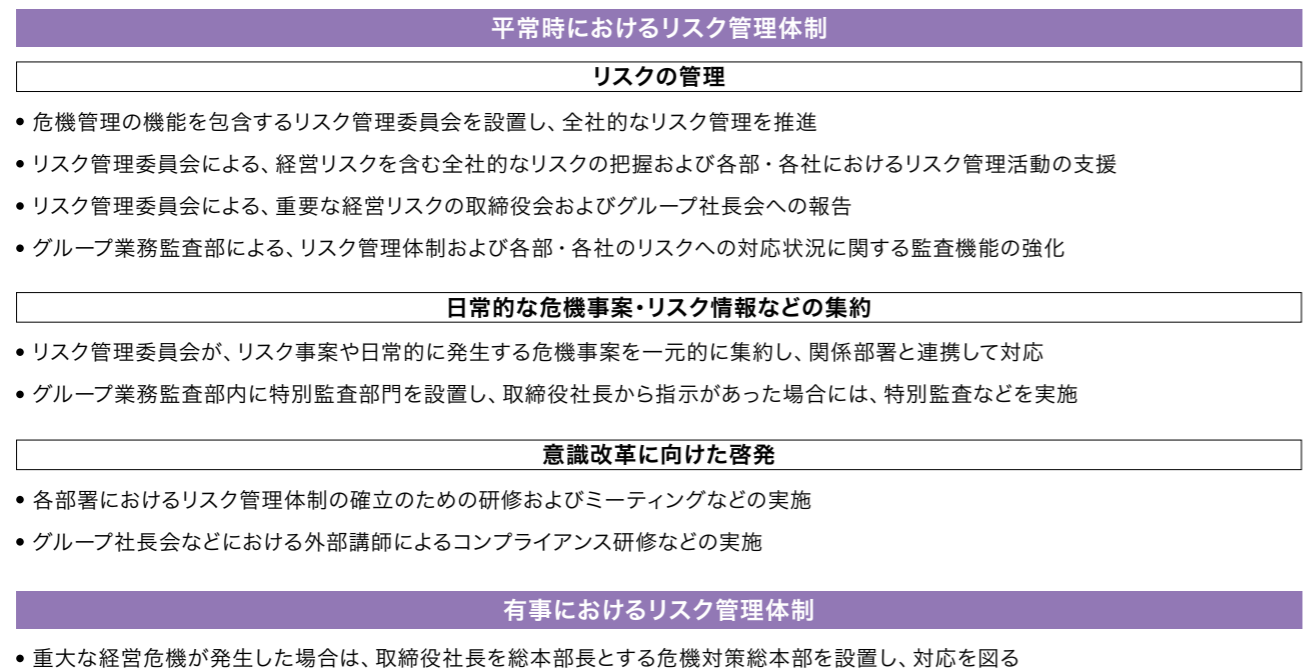 平常時におけるリスク管理体制
リスクの管理
• 危機管理の機能を包含するリスク管理委員会を設置し、全社的なリスク管理を推進
• リスク管理委員会による、経営リスクを含む全社的なリスクの把握および各部・各社におけるリスク管理活動の支援
• リスク管理委員会による、重要な経営リスクの取締役会およびグループ社長会への報告
• グループ業務監査部による、リスク管理体制および各部・各社のリスクへの対応状況に関する監査機能の強化
日常的な危機事案・リスク情報などの集約
• リスク管理委員会が、リスク事案や日常的に発生する危機事案を一元的に集約し、関係部署と連携して対応
• グループ業務監査部内に特別監査部門を設置し、取締役社長から指示があった場合には、特別監査などを実施
意識改革に向けた啓発
• 各部署におけるリスク管理体制の確立のための研修およびミーティングなどの実施
• グループ社長会などにおける外部講師によるコンプライアンス研修などの実施
有事におけるリスク管理体制
• 重大な経営危機が発生した場合は、取締役社長を総本部長とする危機対策総本部を設置し、対応を図る